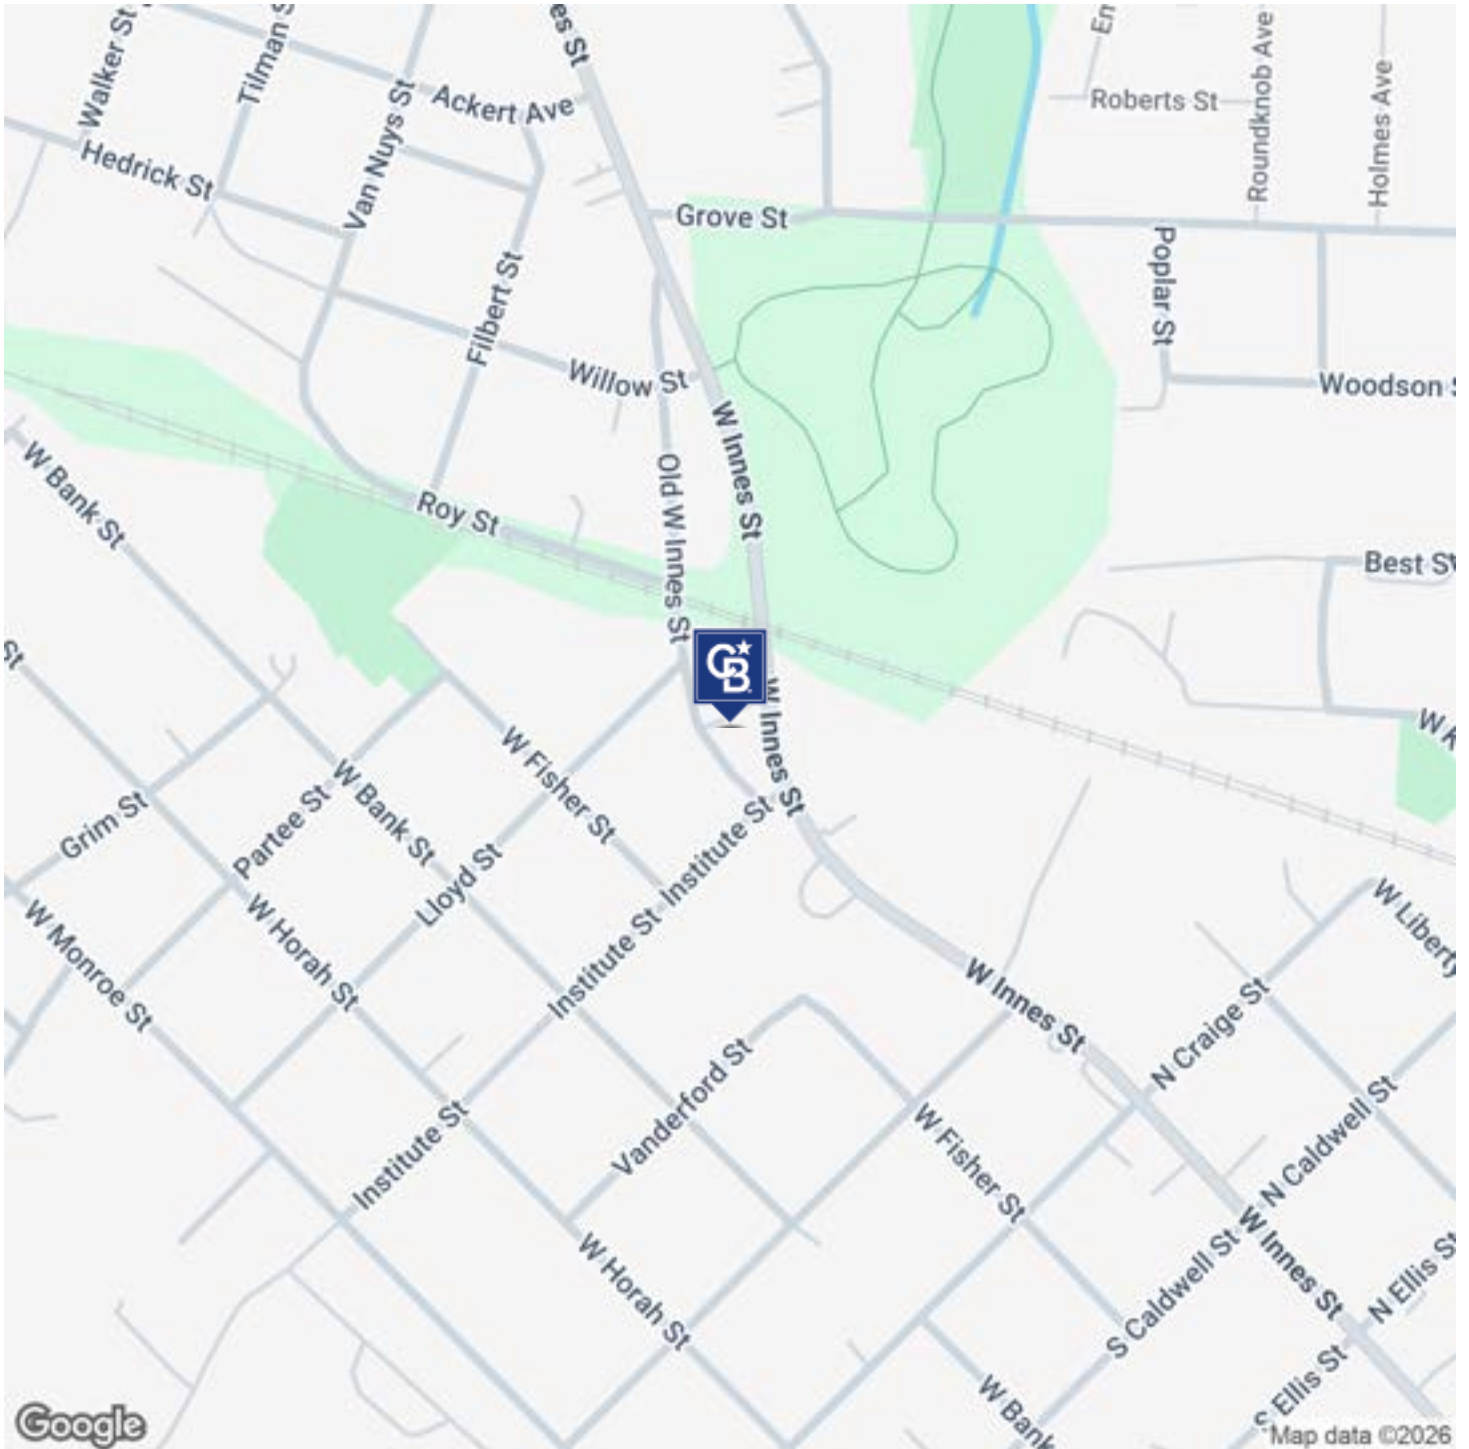 Walker St
Tilman S
es St
Ackert Ave
Van Nuys St
Hedrick St
Roberts St
En
Roundknob Ave
Holmes Ave
Grove St
Poplar St
Filbert St
Willow St
Woodson S
W Innes St
Old W Innes St
W Bank St
Roy St
Best St
St
CB
W Innes St
W Fisher St
W Bank St
Grim St
Partee St
Lloyd St
Institute St
Institute St
W Monroe St
W Horah St
W Liberty
W Innes St
N Craige St
Vanderford St
Institute St
W Fisher St
N Caldwell St
W Horah St
S Caldwell St
W Innes St
N Ellis St
S Ellis St
W Bank
Google
Map data ©2026